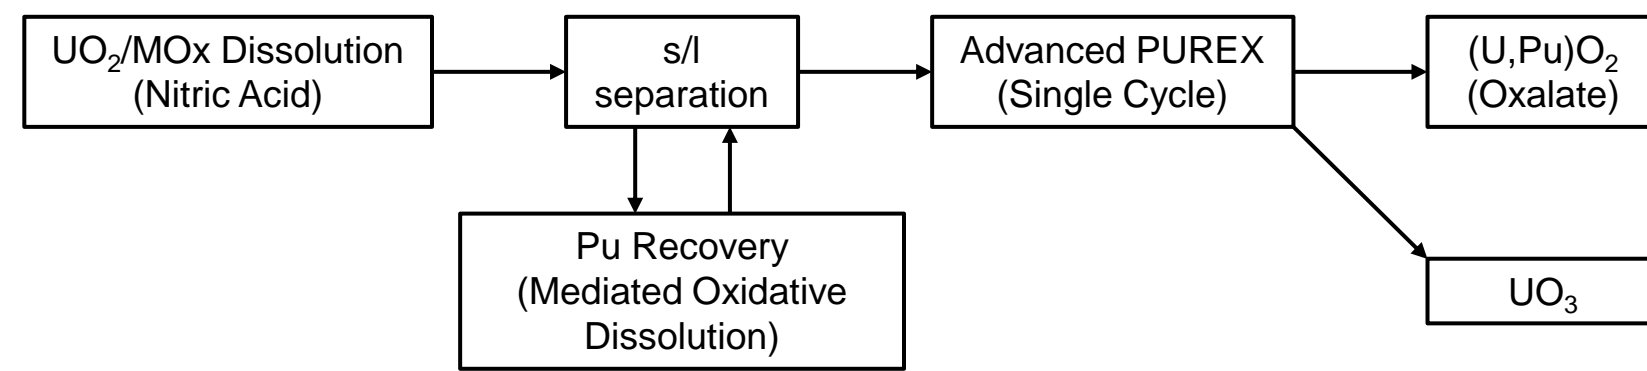 UO₂/MOx Dissolution
(Nitric Acid)
s/l
separation
Advanced PUREX
(Single Cycle)
(U,Pu)O₂
(Oxalate)
Pu Recovery
(Mediated Oxidative
Dissolution)
UO₃